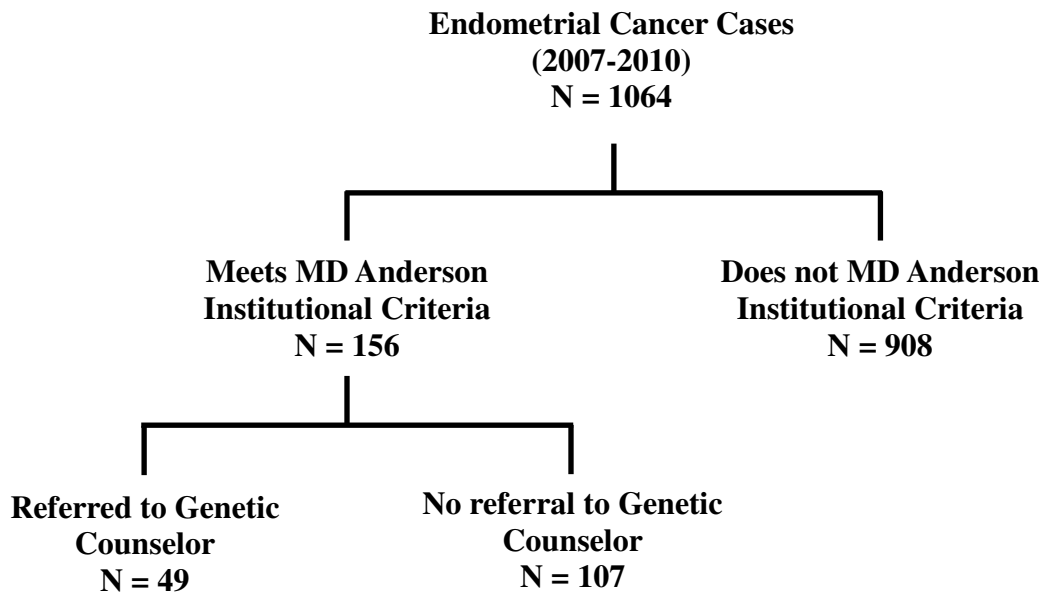 Endometrial Cancer Cases
(2007-2010)
N = 1064
Meets MD Anderson
Institutional Criteria
N = 156
Does not MD Anderson
Institutional Criteria
N = 908
Referred to Genetic
Counselor
N = 49
No referral to Genetic
Counselor
N = 107